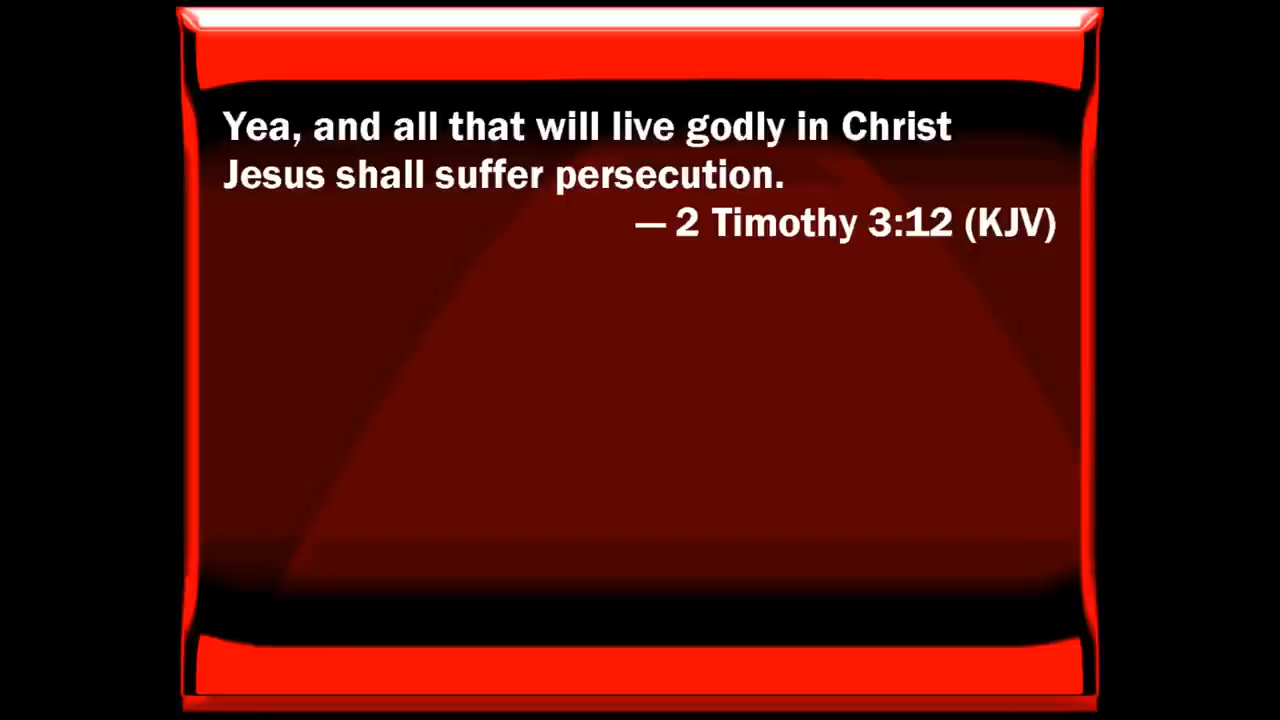 Yea, and all that will live godly in Christ
Jesus shall suffer persecution.
— 2 Timothy 3:12 (KJV)